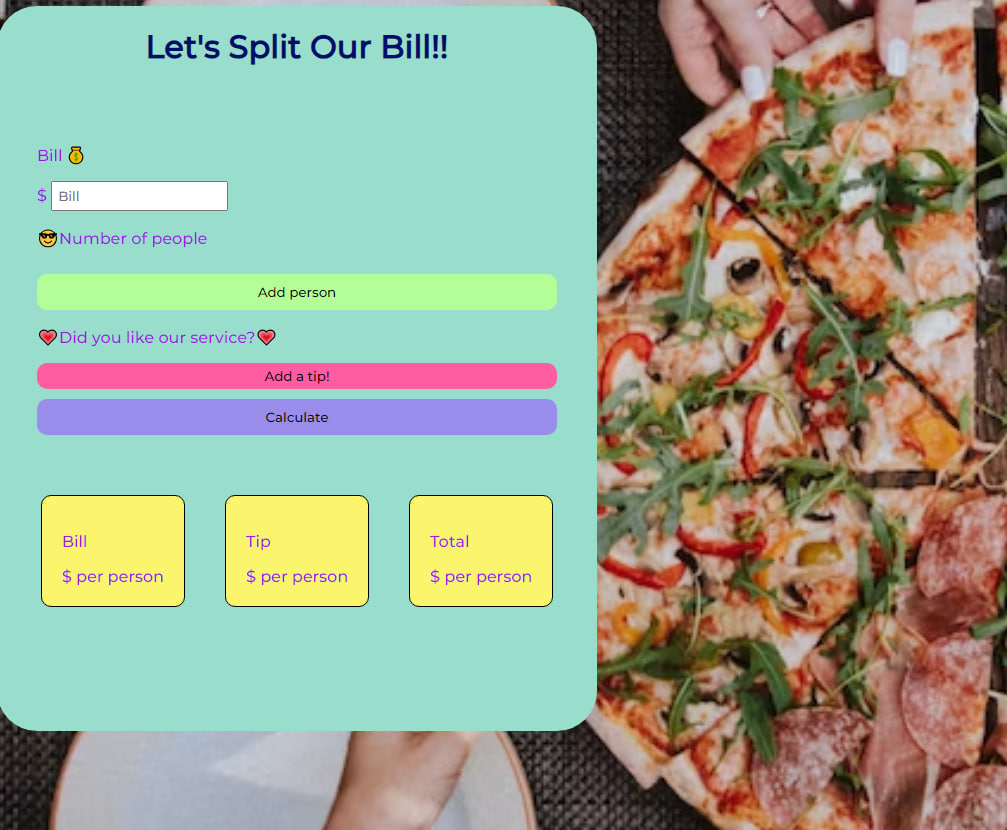 Let's Split Our Bill!!
Bill 💰
$ Bill
😎Number of people
Add person
💗Did you like our service?💗
Add a tip!
Calculate
Bill
$ per person
Tip
$ per person
Total
$ per person